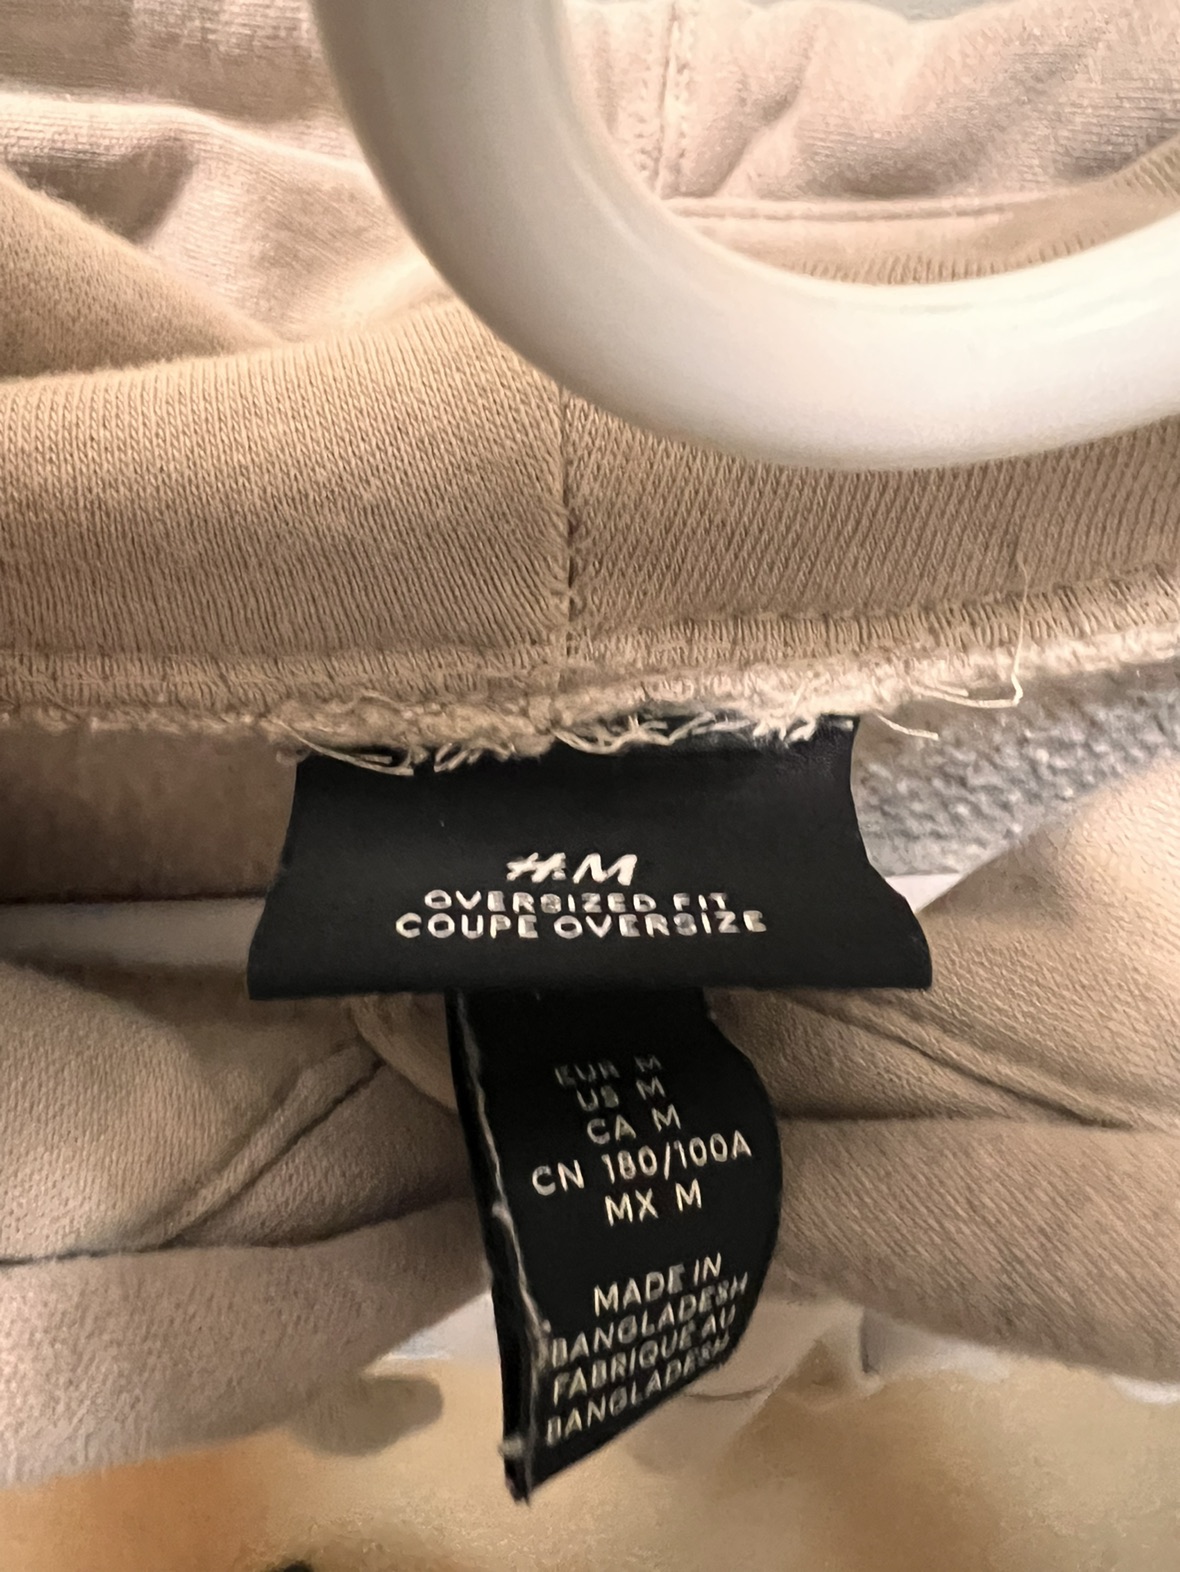 H&M
OVERSIZED FIT
COUPE OVERSIZE
EUR M
US M
CA M
CN 180/100A
MX M
MADE IN
BANGLADESH
FABRIQUE AU
BANGLADESH